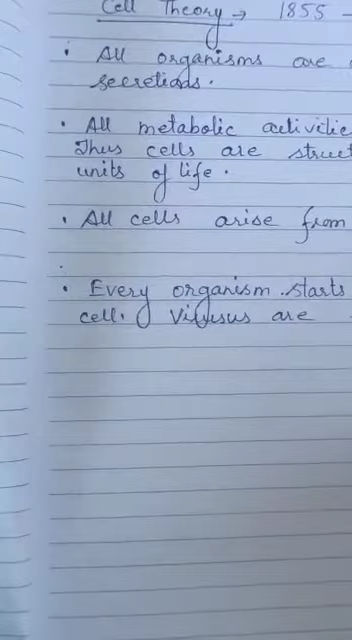 Cell Theory → 1855 -
• All organisms are
secretions.
• All metabolic activitie
Thus cells are struct
units of life.
• All cells arise from
• Every organism starts
cell. Viruses are